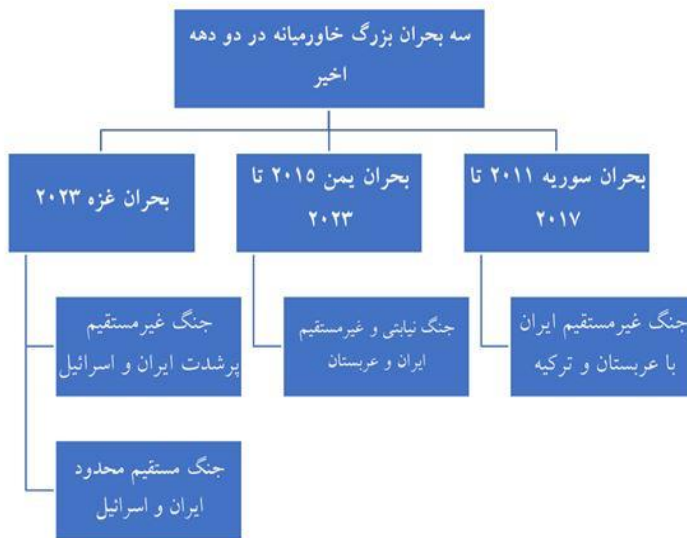 سه بحران بزرگ خاورمیانه در دو دهه
اخیر
بحران سوریه ۲۰۱۱ تا
۲۰۱۷
بحران یمن ۲۰۱۵ تا
۲۰۲۳
بحران غزه ۲۰۲۳
جنگ غیرمستقیم ایران
با عربستان و ترکیه
جنگ نیابتی و غیرمستقیم
ایران و عربستان
جنگ غیرمستقیم
پرشدت ایران و اسرائیل
جنگ مستقیم محدود
ایران و اسرائیل